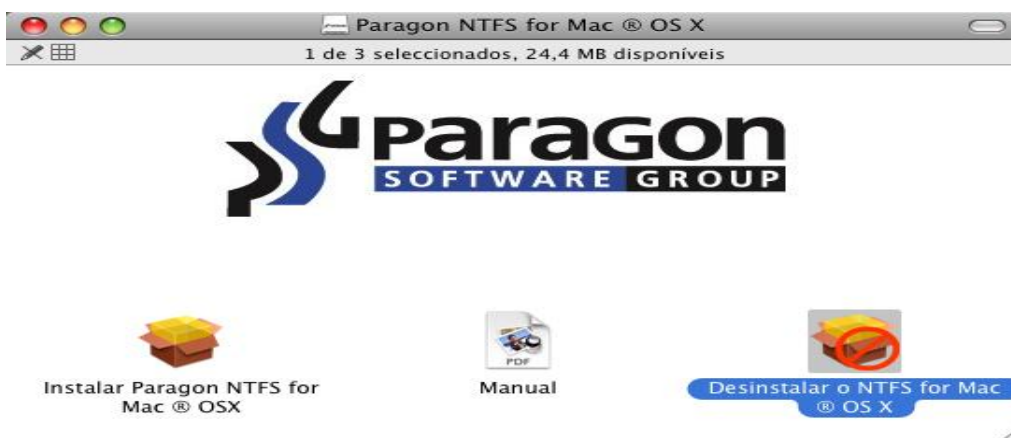 Paragon NTFS for Mac ® OS X
1 de 3 seleccionados, 24,4 MB disponíveis
Paragon
SOFTWARE GROUP
PDF
Instalar Paragon NTFS for
Mac ® OSX
Manual
Desinstalar o NTFS for Mac
® OS X